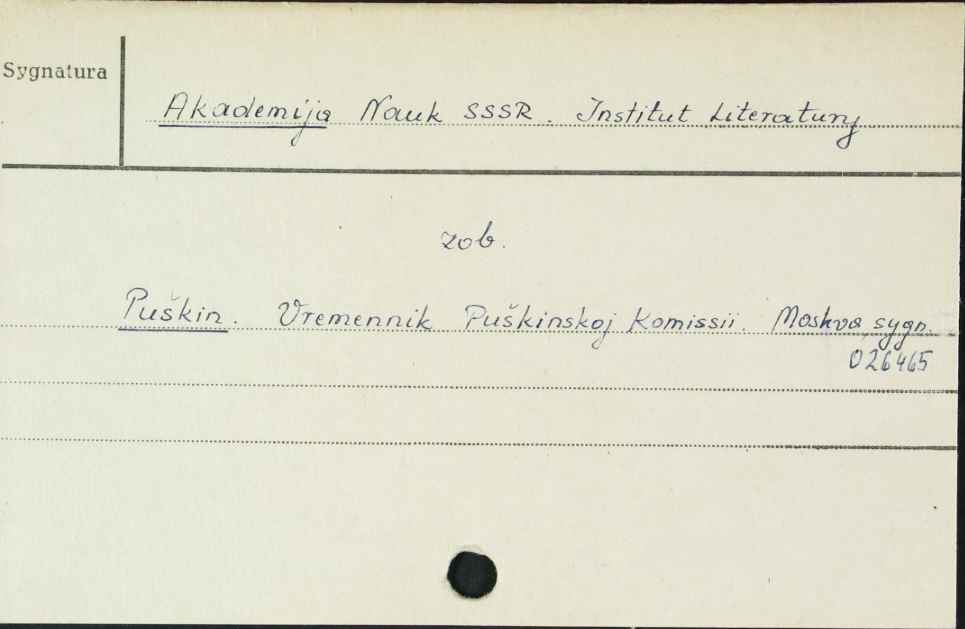 Sygnatura
Akademija Nauk SSSR. Institut Literatury
zob.
Puškin. Vremennik Puškinskoj Komissii. Moskva, sygn.
026465